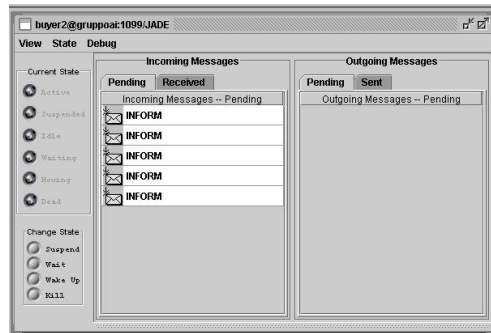 buyer2@gruppoai:1099/JADE
View State Debug
Current State
Active
Suspended
Idle
Waiting
Moving
Dead
Change State
Suspend
Wait
Wake Up
Kill
Incoming Messages
Pending Received
Incoming Messages -- Pending
INFORM
INFORM
INFORM
INFORM
INFORM
Outgoing Messages
Pending Sent
Outgoing Messages -- Pending